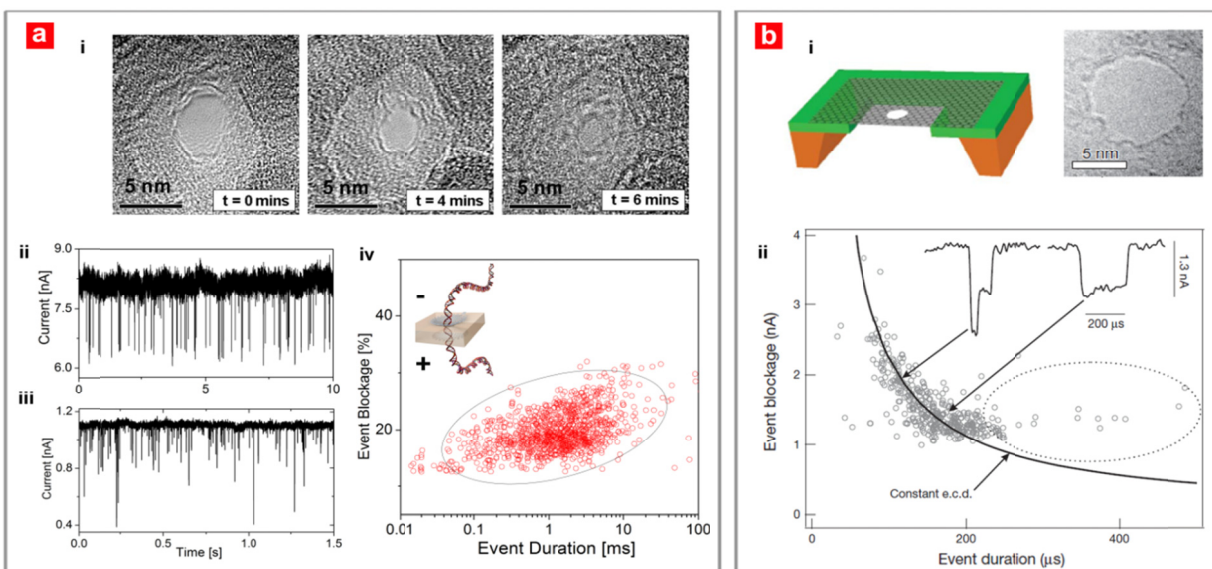 a
i
5 nm
t = 0 mins
5 nm
t = 4 mins
5 nm
t = 6 mins
ii
Current [nA]
9.0
7.5
6.0
0
5
10
iii
Current [nA]
1.2
0.8
0.4
0.0
0.5
1.0
1.5
Time [s]
iv
-
+
Event Blockage [%]
40
20
0.01
0.1
1
10
100
Event Duration [ms]
b
i
5 nm
ii
Event blockage (nA)
4
3
2
1
0
1.3 nA
200 μs
Constant e.c.d.
0
200
400
Event duration (μs)